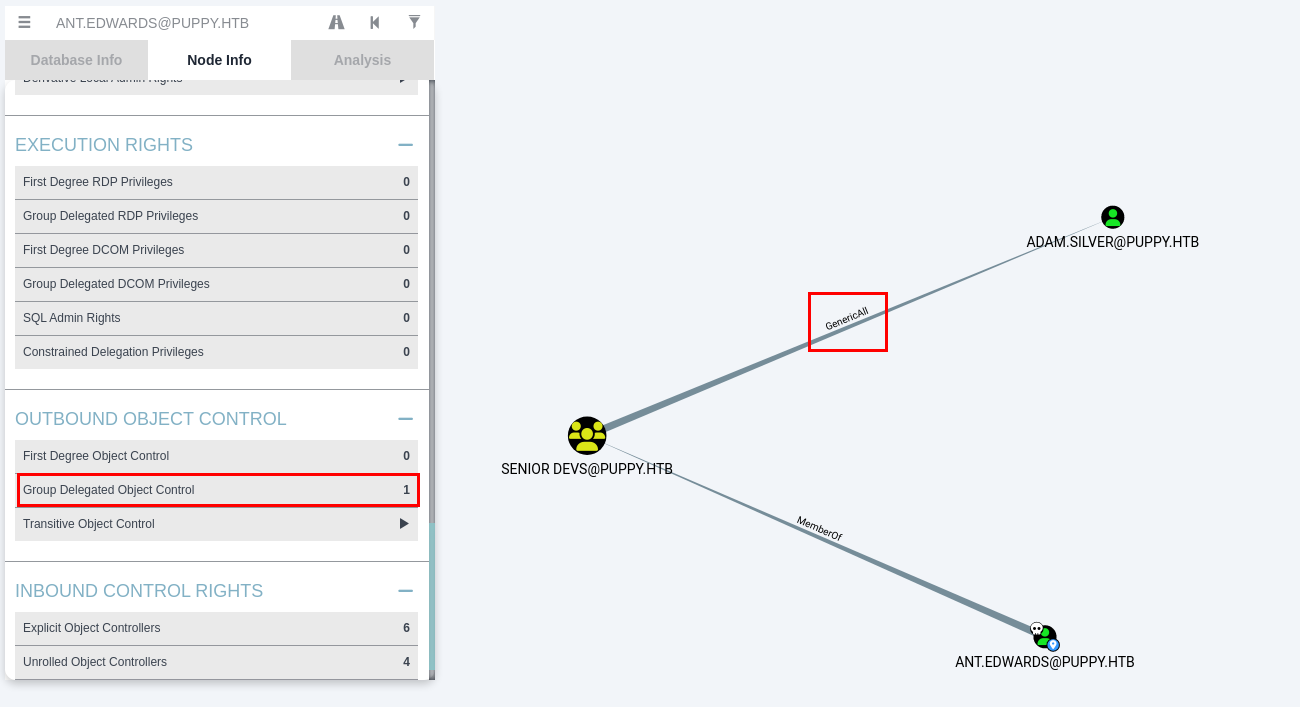 ANT.EDWARDS@PUPPY.HTB
Database Info
Node Info
Analysis
Derivative Local Admin Rights
EXECUTION RIGHTS
First Degree RDP Privileges 0
Group Delegated RDP Privileges 0
First Degree DCOM Privileges 0
Group Delegated DCOM Privileges 0
SQL Admin Rights 0
Constrained Delegation Privileges 0
OUTBOUND OBJECT CONTROL
First Degree Object Control 0
Group Delegated Object Control 1
Transitive Object Control
INBOUND CONTROL RIGHTS
Explicit Object Controllers 6
Unrolled Object Controllers 4
ADAM.SILVER@PUPPY.HTB
GenericAll
SENIOR DEVS@PUPPY.HTB
MemberOf
ANT.EDWARDS@PUPPY.HTB